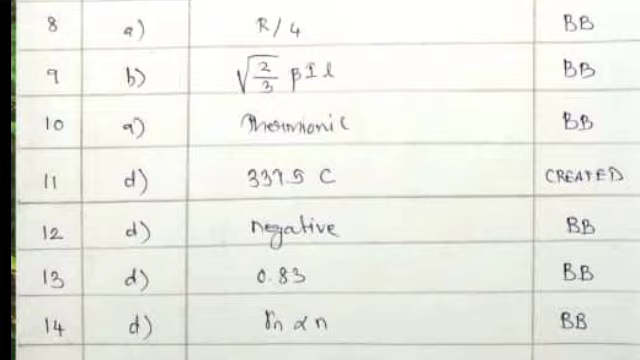 8 a) R/4 BB
9 b) √(2/3) βIl BB
10 a) thermionic BB
11 d) 337.5 C CREATED
12 d) negative BB
13 d) 0.83 BB
14 d) rn ∝ n BB